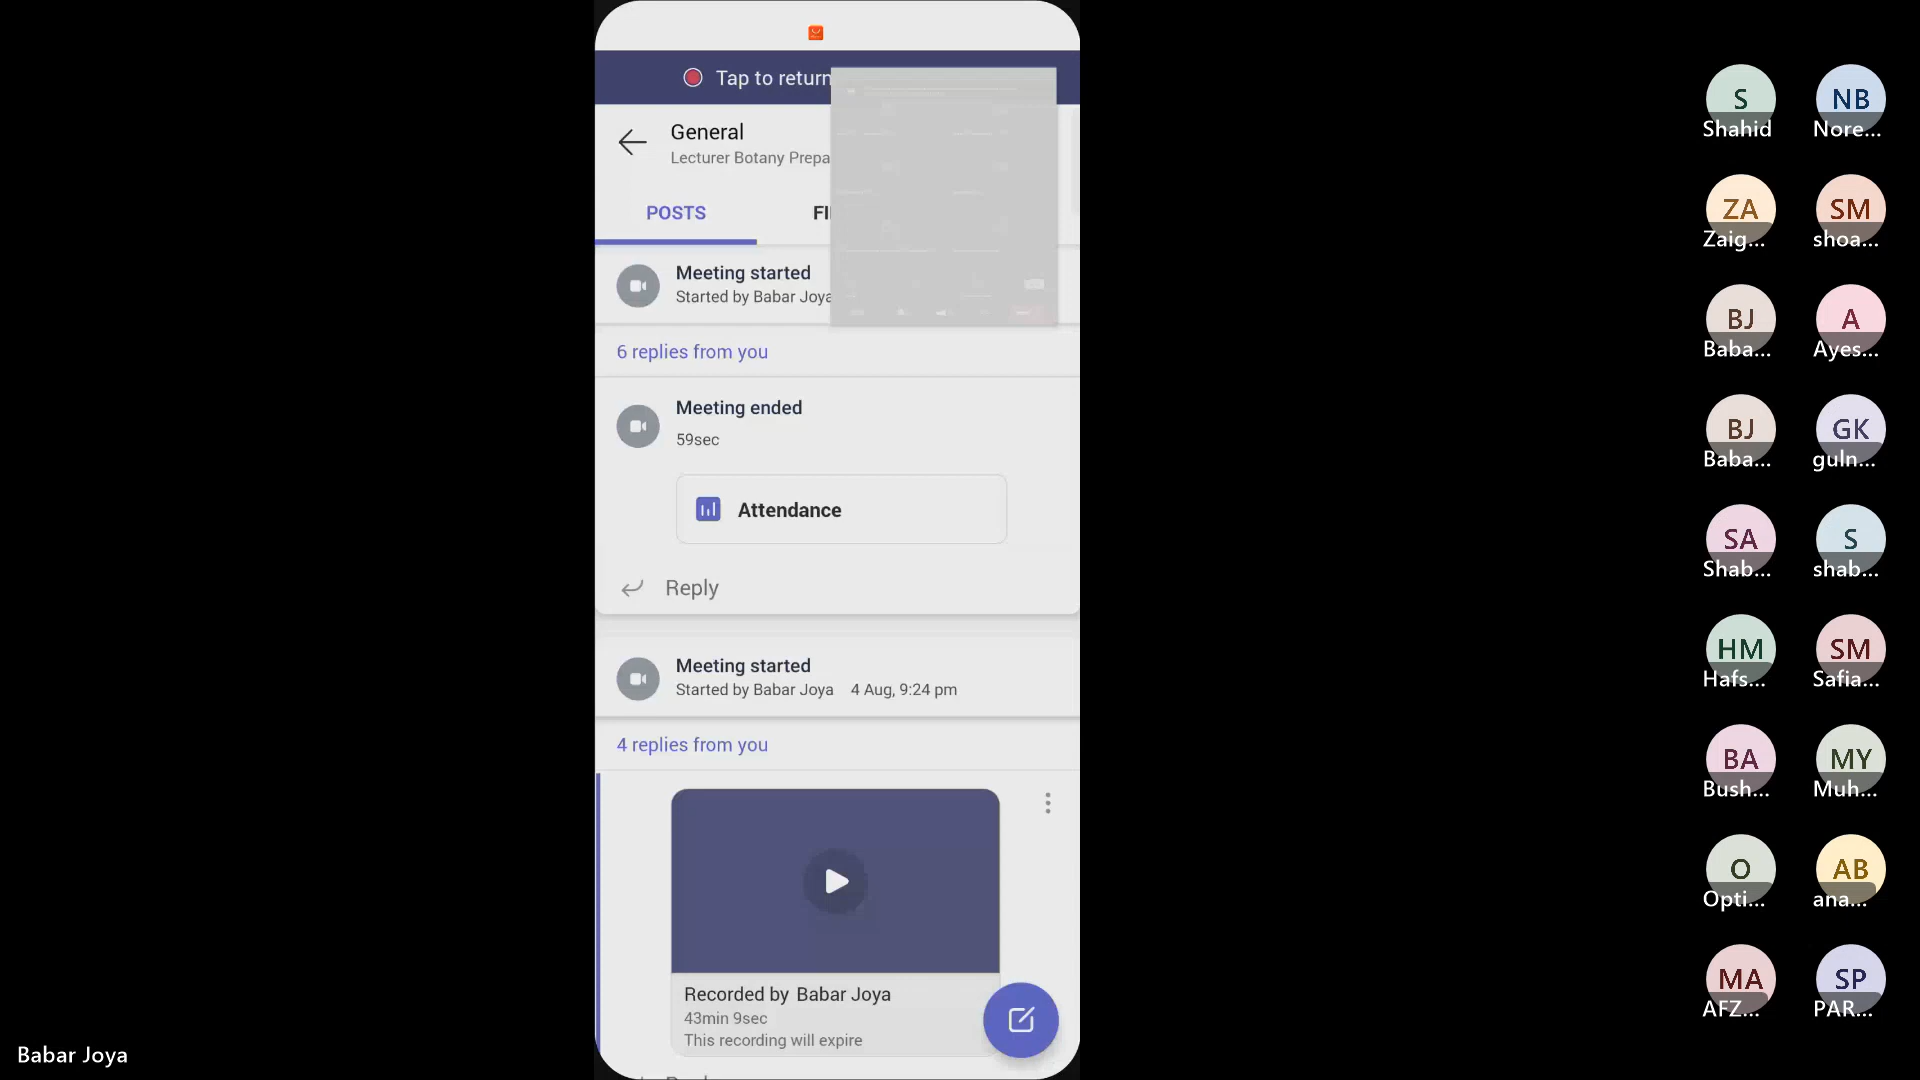 Tap to return
General
Lecturer Botany Prepa
POSTS
FI
Meeting started
Started by Babar Joya
6 replies from you
Meeting ended
59sec
Attendance
Reply
Meeting started
Started by Babar Joya 4 Aug, 9:24 pm
4 replies from you
Recorded by Babar Joya
43min 9sec
This recording will expire
Babar Joya
S NB
Shahid Nore...
ZA SM
Zaig... shoa...
BJ A
Baba... Ayes...
BJ GK
Baba... guln...
SA S
Shab... shab...
HM SM
Hafs... Safia...
BA MY
Bush... Muh...
O AB
Opti... ana...
MA SP
AFZ... PAR...